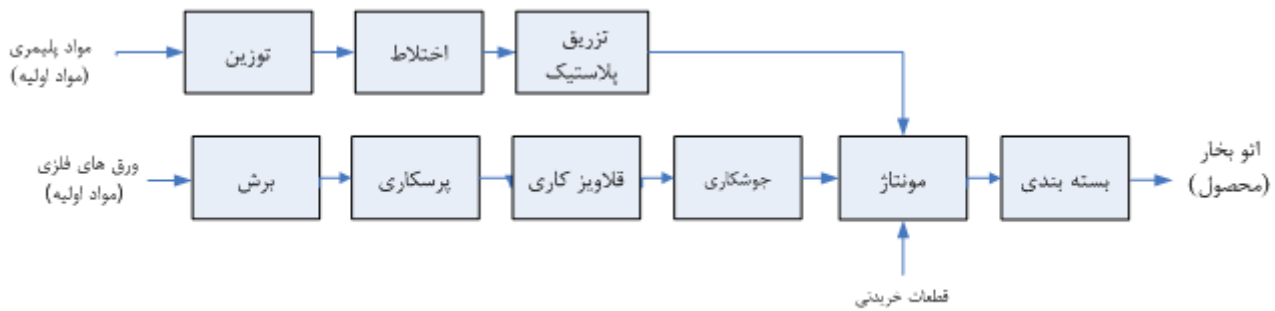 مواد پلیمری
(مواد اولیه)
توزین
اختلاط
تزریق
پلاستیک
ورق های فلزی
(مواد اولیه)
برش
پرسکاری
قلاویز کاری
جوشکاری
مونتاژ
بسته بندی
اتو بخار
(محصول)
قطعات خریدنی